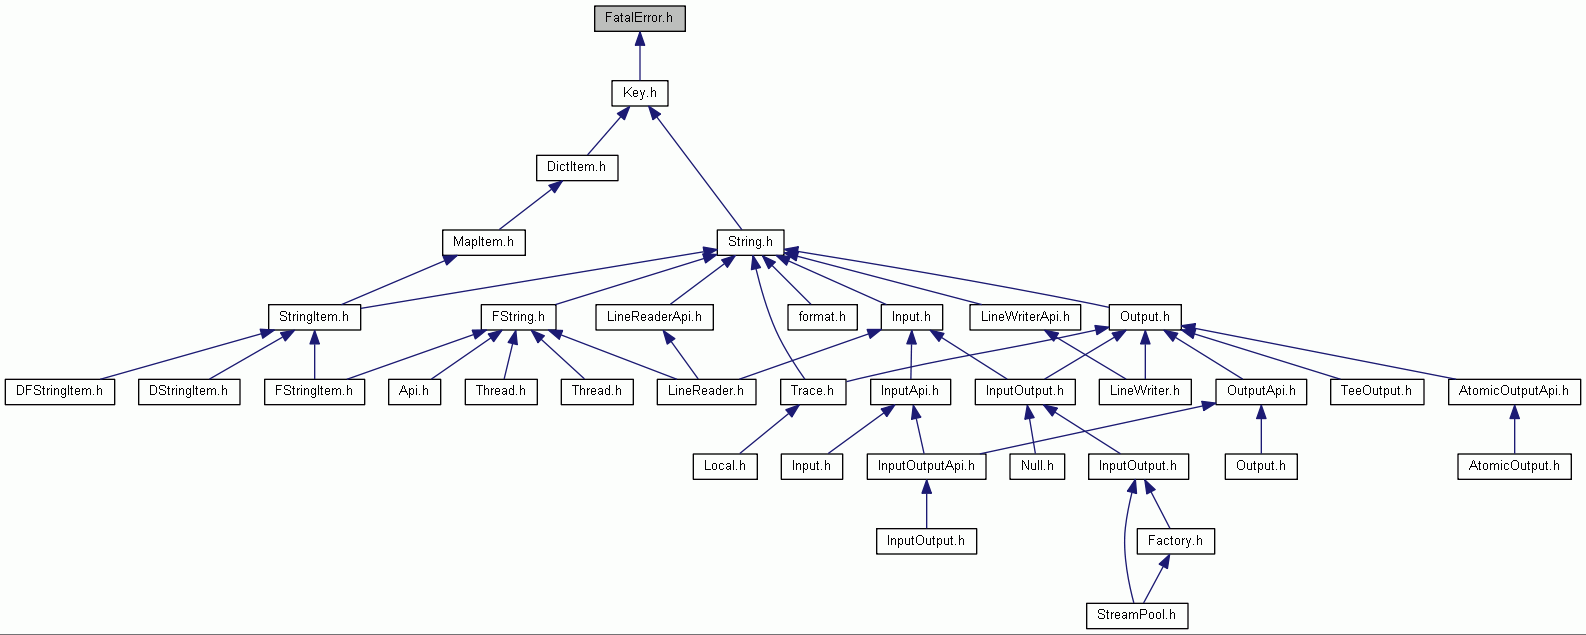 FatalError.h
Key.h
DictItem.h
MapItem.h
String.h
StringItem.h
FString.h
LineReaderApi.h
format.h
Input.h
LineWriterApi.h
Output.h
DFStringItem.h
DStringItem.h
FStringItem.h
Api.h
Thread.h
Thread.h
LineReader.h
Trace.h
InputApi.h
InputOutput.h
LineWriter.h
OutputApi.h
TeeOutput.h
AtomicOutputApi.h
Local.h
Input.h
InputOutputApi.h
Null.h
InputOutput.h
Output.h
AtomicOutput.h
InputOutput.h
Factory.h
StreamPool.h